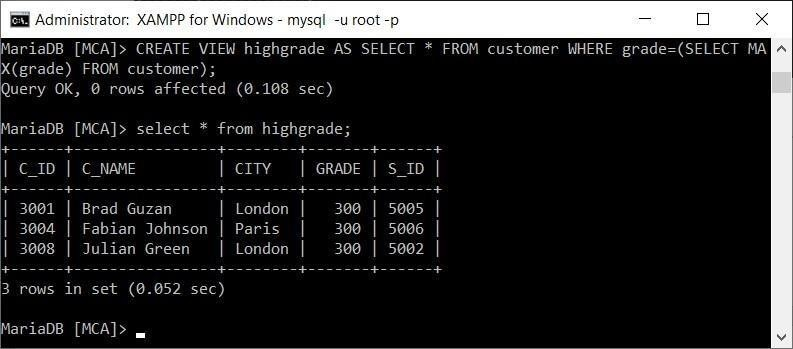 Administrator: XAMPP for Windows - mysql -u root -p
MariaDB [MCA]> CREATE VIEW highgrade AS SELECT * FROM customer WHERE grade=(SELECT MA
X(grade) FROM customer);
Query OK, 0 rows affected (0.108 sec)
MariaDB [MCA]> select * from highgrade;
+------+----------------+--------+-------+------+
| C_ID | C_NAME         | CITY   | GRADE | S_ID |
+------+----------------+--------+-------+------+
| 3001 | Brad Guzan     | London |   300 | 5005 |
| 3004 | Fabian Johnson | Paris  |   300 | 5006 |
| 3008 | Julian Green   | London |   300 | 5002 |
+------+----------------+--------+-------+------+
3 rows in set (0.052 sec)
MariaDB [MCA]> _